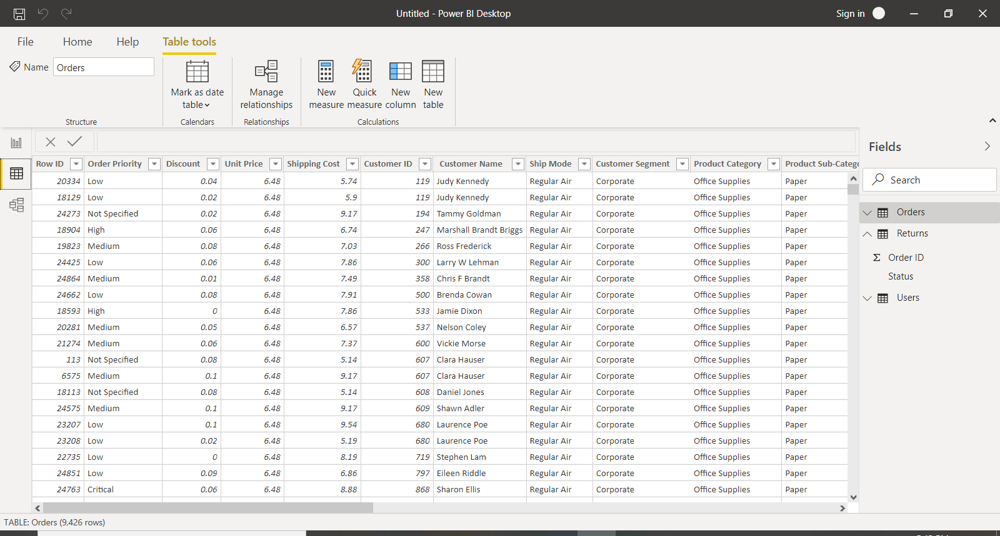 Untitled - Power BI Desktop
Sign in
File Home Help Table tools
Name Orders
Mark as date table
Manage relationships
New measure
Quick measure
New column
New table
Structure Calendars Relationships Calculations
Fields
Search
Orders
Returns
Order ID
Status
Users
Row ID Order Priority Discount Unit Price Shipping Cost Customer ID Customer Name Ship Mode Customer Segment Product Category Product Sub-Catego
20334 Low 0.04 6.48 5.74 119 Judy Kennedy Regular Air Corporate Office Supplies Paper
18129 Low 0.02 6.48 5.9 119 Judy Kennedy Regular Air Corporate Office Supplies Paper
24273 Not Specified 0.02 6.48 9.17 194 Tammy Goldman Regular Air Corporate Office Supplies Paper
18904 High 0.06 6.48 6.74 247 Marshall Brandt Briggs Regular Air Corporate Office Supplies Paper
19823 Medium 0.08 6.48 7.03 266 Ross Frederick Regular Air Corporate Office Supplies Paper
24425 Low 0.06 6.48 7.86 300 Larry W Lehman Regular Air Corporate Office Supplies Paper
24864 Medium 0.01 6.48 7.49 358 Chris F Brandt Regular Air Corporate Office Supplies Paper
24662 Low 0.08 6.48 7.91 500 Brenda Cowan Regular Air Corporate Office Supplies Paper
18593 High 0 6.48 7.86 533 Jamie Dixon Regular Air Corporate Office Supplies Paper
20281 Medium 0.05 6.48 6.57 537 Nelson Coley Regular Air Corporate Office Supplies Paper
21274 Medium 0.06 6.48 7.37 600 Vickie Morse Regular Air Corporate Office Supplies Paper
113 Not Specified 0.08 6.48 5.14 607 Clara Hauser Regular Air Corporate Office Supplies Paper
6575 Medium 0.1 6.48 9.17 607 Clara Hauser Regular Air Corporate Office Supplies Paper
18113 Not Specified 0.08 6.48 5.14 608 Daniel Jones Regular Air Corporate Office Supplies Paper
24575 Medium 0.1 6.48 9.17 609 Shawn Adler Regular Air Corporate Office Supplies Paper
23207 Low 0.1 6.48 9.54 680 Laurence Poe Regular Air Corporate Office Supplies Paper
23208 Low 0.02 6.48 5.19 680 Laurence Poe Regular Air Corporate Office Supplies Paper
22735 Low 0 6.48 8.19 719 Stephen Lam Regular Air Corporate Office Supplies Paper
24851 Low 0.09 6.48 6.86 797 Eileen Riddle Regular Air Corporate Office Supplies Paper
24763 Critical 0.06 6.48 8.88 868 Sharon Ellis Regular Air Corporate Office Supplies Paper
TABLE: Orders (9,426 rows)